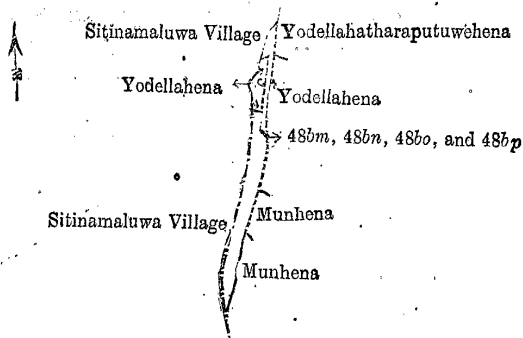 Sitinamaluwa Village
Yodellahatharaputuwehena
Yodellahena
Yodellahena
48bm, 48bn, 48bo, and 48bp
Munhena
Sitinamaluwa Village
Munhena